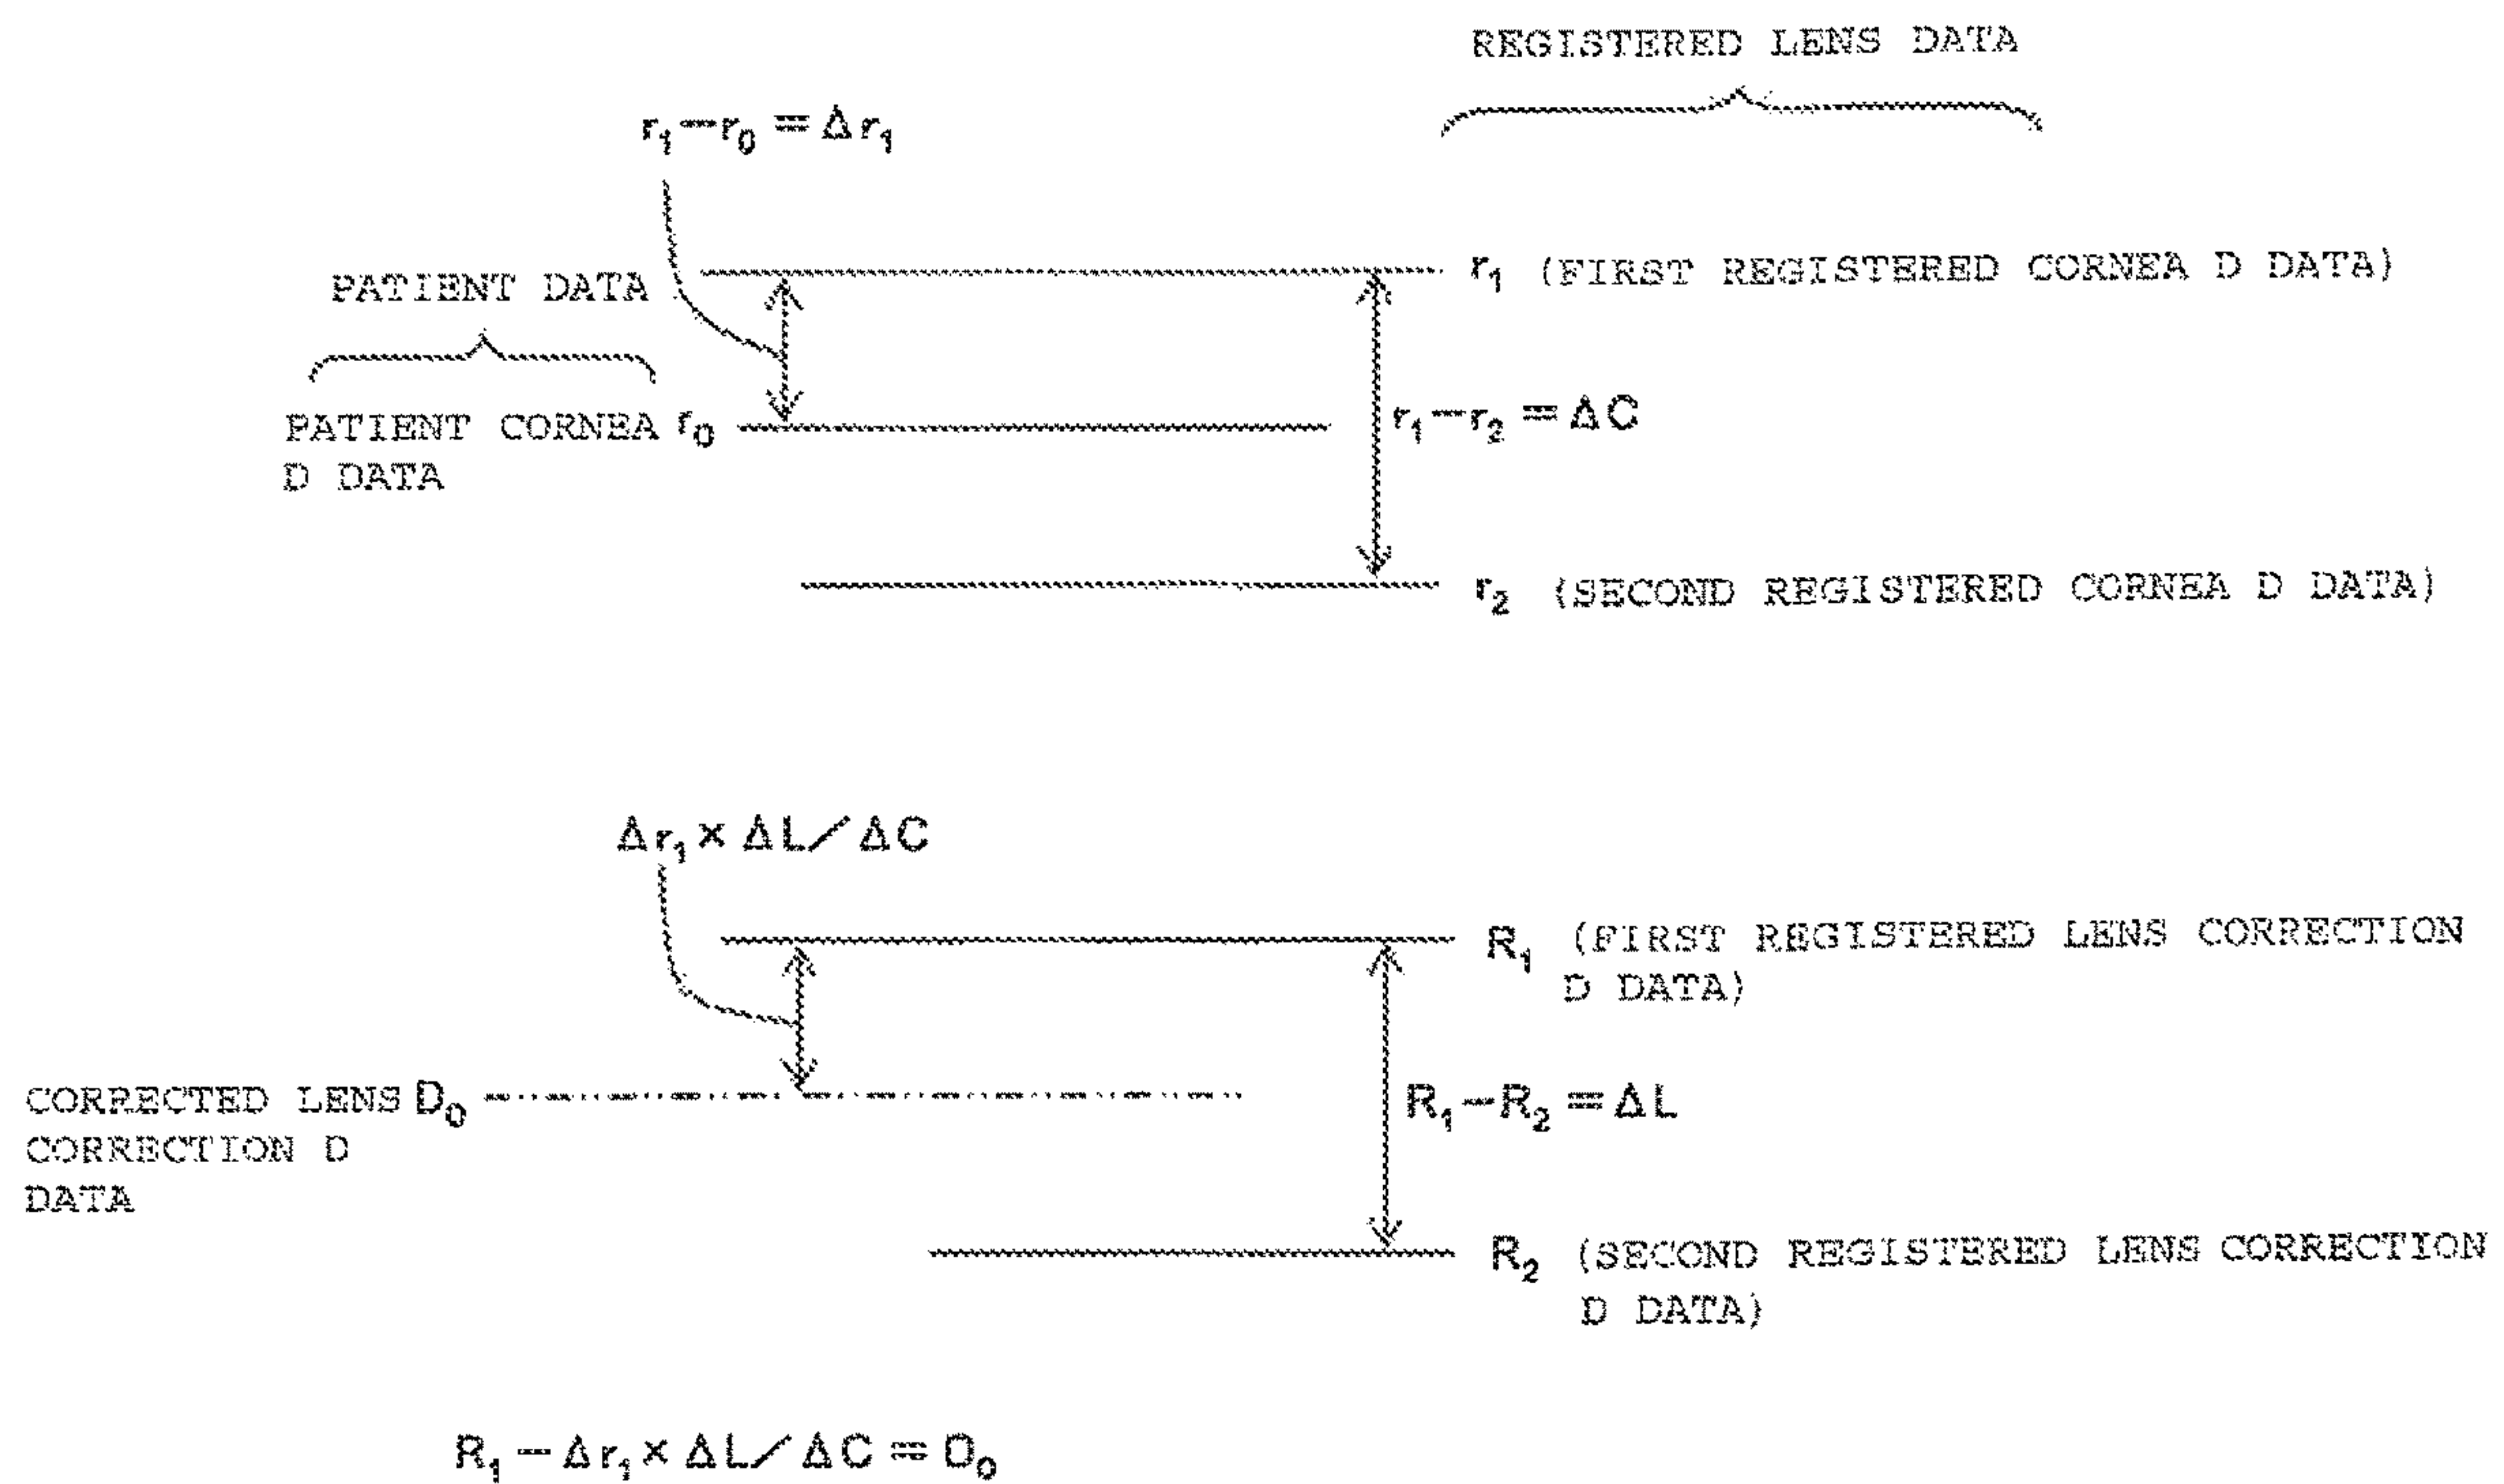 REGISTERED LENS DATA
r₁−r₀=Δr₁
PATIENT DATA
r₁ (FIRST REGISTERED CORNEA D DATA)
PATIENT CORNEA r₀
D DATA
r₁−r₂=ΔC
r₂ (SECOND REGISTERED CORNEA D DATA)
Δr₁×ΔL/ΔC
R₁ (FIRST REGISTERED LENS CORRECTION
D DATA)
CORRECTED LENS D₀
CORRECTION D
DATA
R₁−R₂=ΔL
R₂ (SECOND REGISTERED LENS CORRECTION
D DATA)
R₁−Δr₁×ΔL/ΔC=D₀